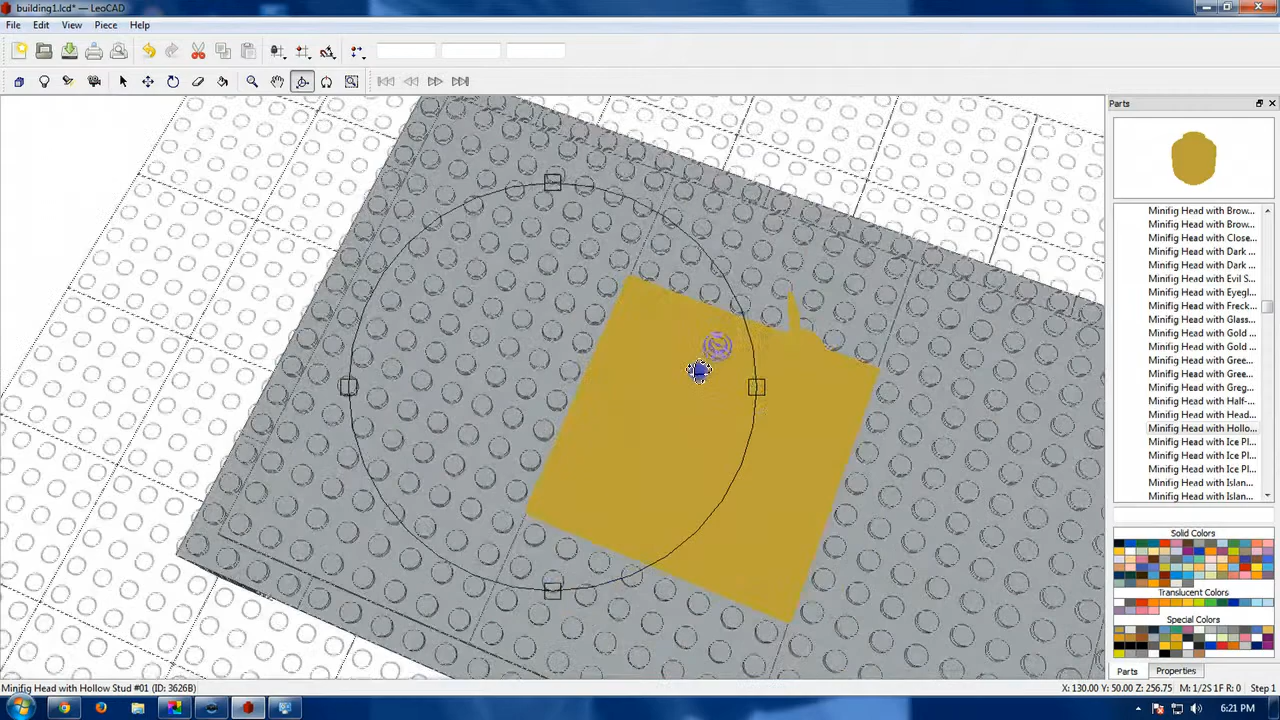 building1.lcd* — LeoCAD
File Edit View Piece Help
Parts
Minifig Head with Brow...
Minifig Head with Brow...
Minifig Head with Close...
Minifig Head with Dark ...
Minifig Head with Dark ...
Minifig Head with Evil S...
Minifig Head with Eyegl...
Minifig Head with Freck...
Minifig Head with Glass...
Minifig Head with Gold ...
Minifig Head with Gold ...
Minifig Head with Gree...
Minifig Head with Gree...
Minifig Head with Greg...
Minifig Head with Half-...
Minifig Head with Head...
Minifig Head with Hollo...
Minifig Head with Ice Pl...
Minifig Head with Ice Pl...
Minifig Head with Ice Pl...
Minifig Head with Islan...
Minifig Head with Islan...
Solid Colors
Translucent Colors
Special Colors
Parts Properties
Minifig Head with Hollow Stud #01 (ID: 3626B)
X: 130.00 Y: 50.00 Z: 256.75 M: 1/2S 1F R: 0 Step 1
6:21 PM